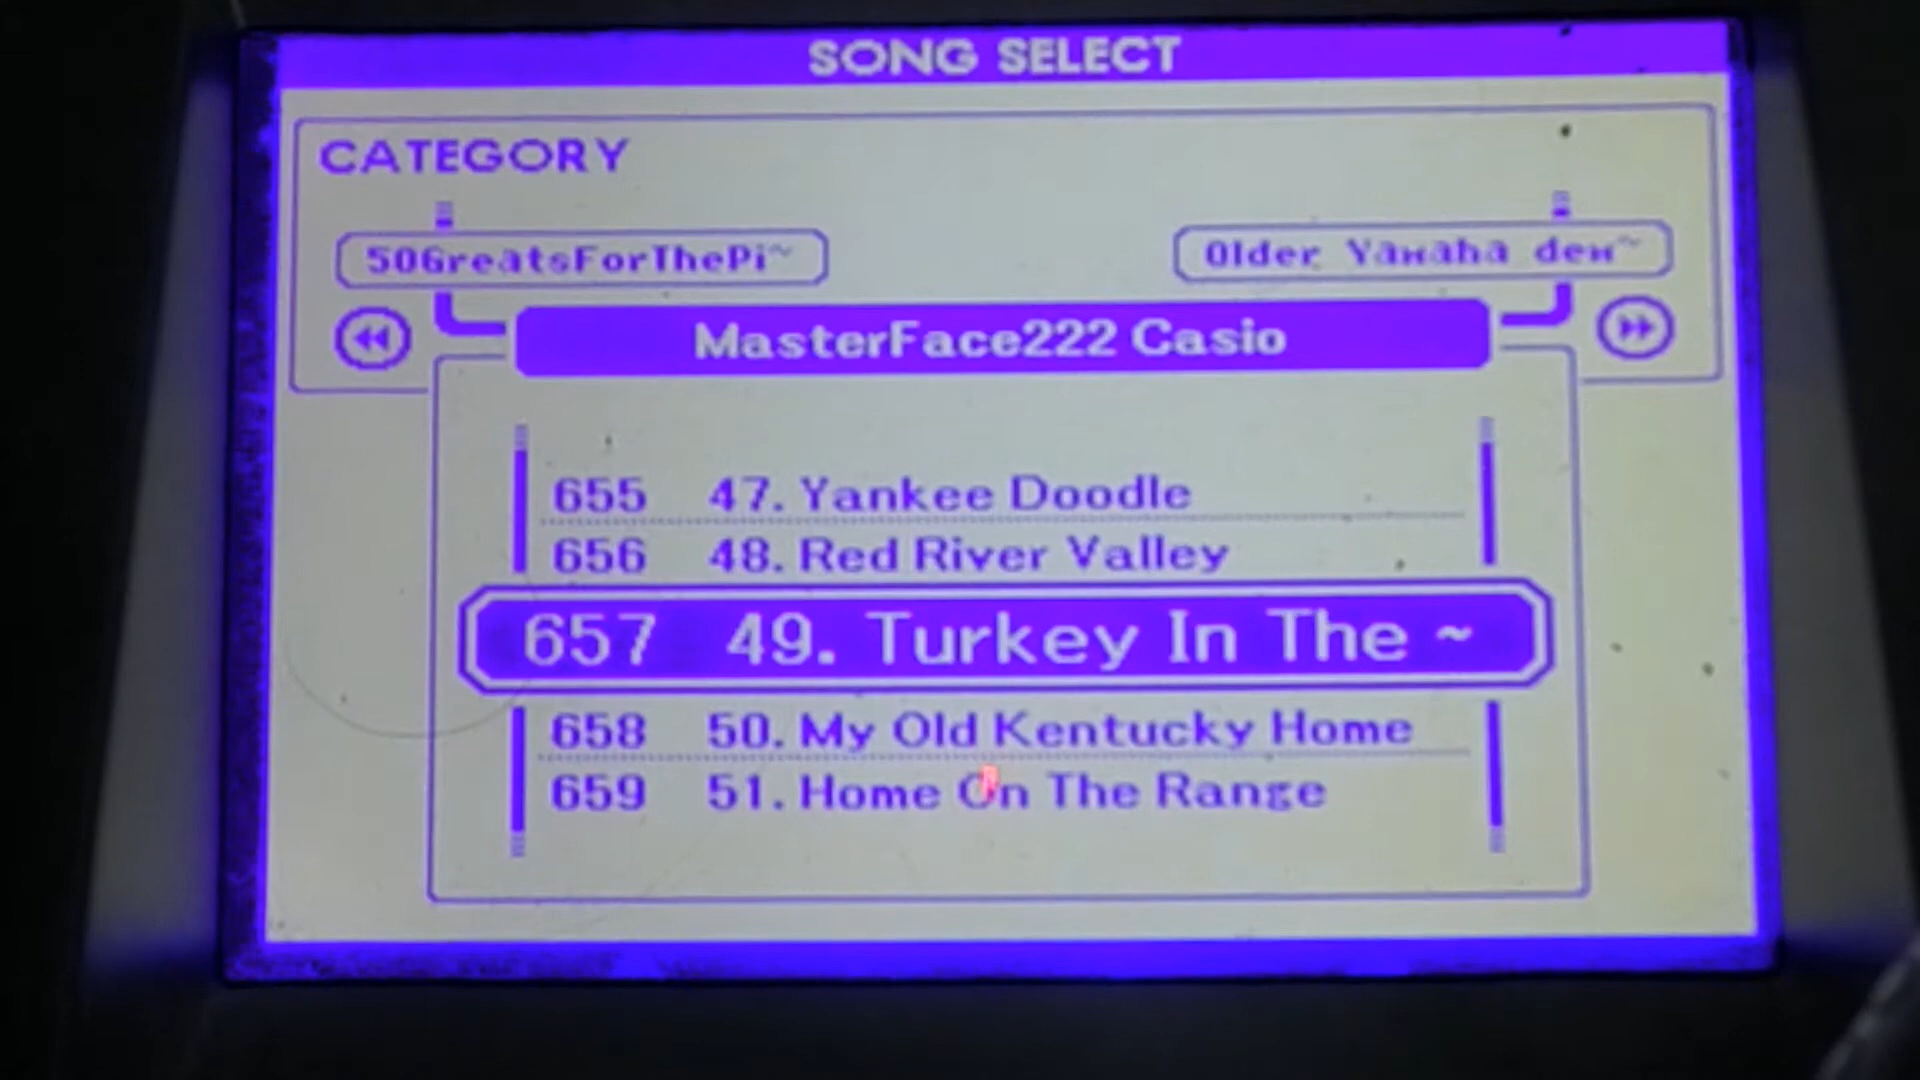 SONG SELECT
CATEGORY
50GreatsForThePi~
Older Yamaha dem~
MasterFace222 Casio
655 47. Yankee Doodle
656 48. Red River Valley
657 49. Turkey In The ~
658 50. My Old Kentucky Home
659 51. Home On The Range